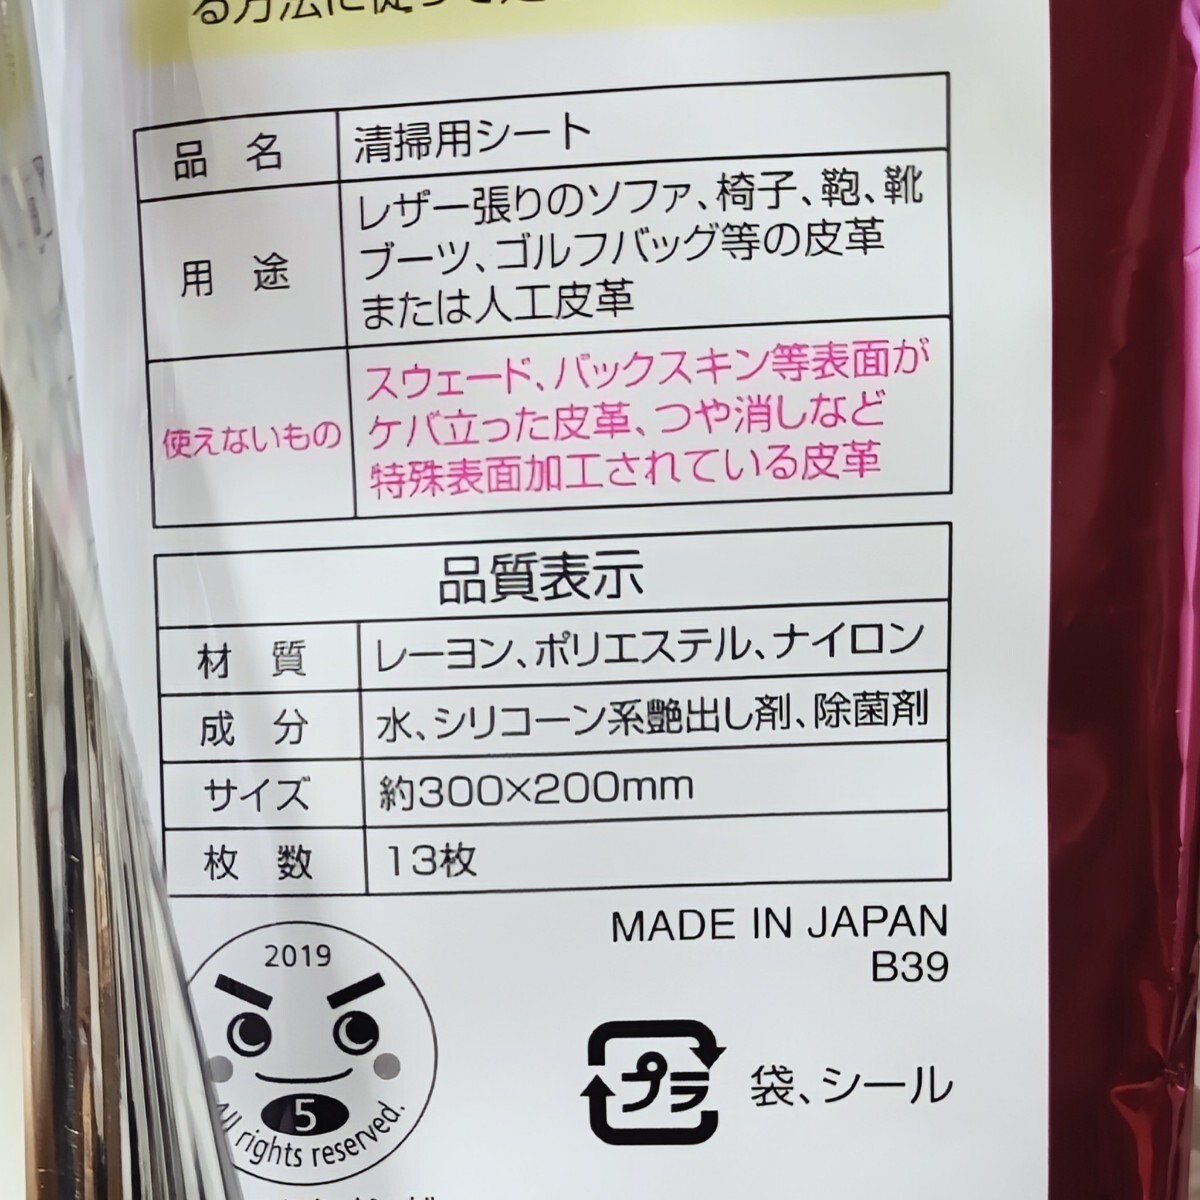 る方法に従って
品 名 清掃用シート
用 途 レザー張りのソファ、椅子、鞄、靴
ブーツ、ゴルフバッグ等の皮革
または人工皮革
使えないもの スウェード、バックスキン等表面が
ケバ立った皮革、つや消しなど
特殊表面加工されている皮革
品質表示
材 質 レーヨン、ポリエステル、ナイロン
成 分 水、シリコーン系艶出し剤、除菌剤
サイズ 約300×200mm
枚 数 13枚
MADE IN JAPAN
B39
2019
5
All rights reserved.
プラ 袋、シール